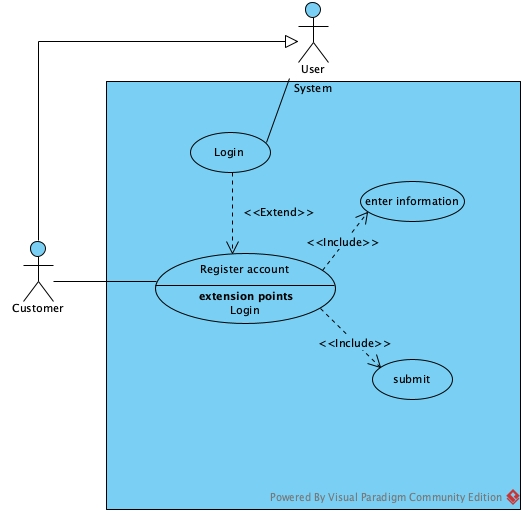 User
System
Login
<<Extend>>
enter information
<<Include>>
Register account
extension points
Login
Customer
<<Include>>
submit
Powered By Visual Paradigm Community Edition